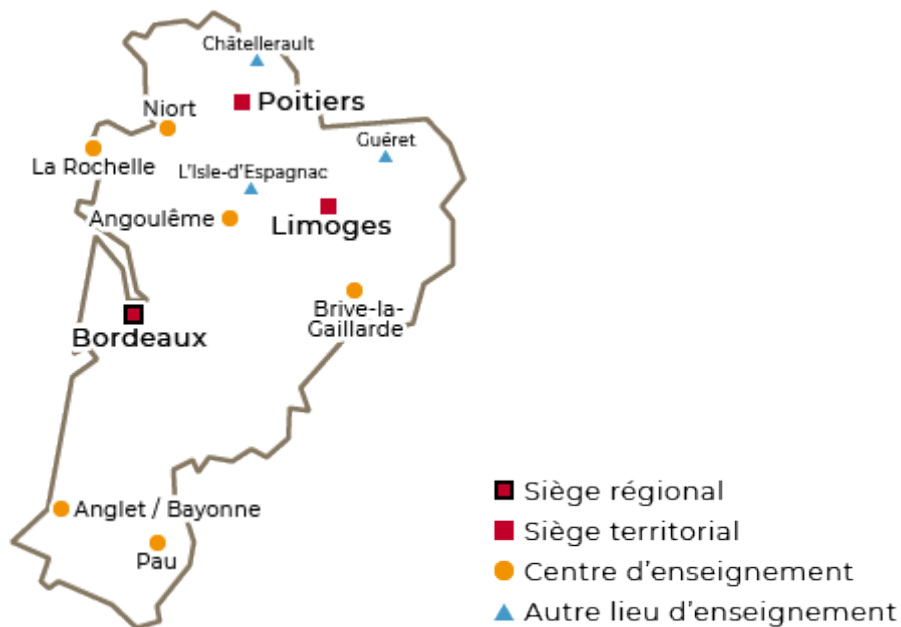 Châtellerault
Poitiers
Niort
Guéret
La Rochelle
L'Isle-d'Espagnac
Angoulême
Limoges
Brive-la-
Gaillarde
Bordeaux
Anglet / Bayonne
Pau
Siège régional
Siège territorial
Centre d'enseignement
Autre lieu d'enseignement